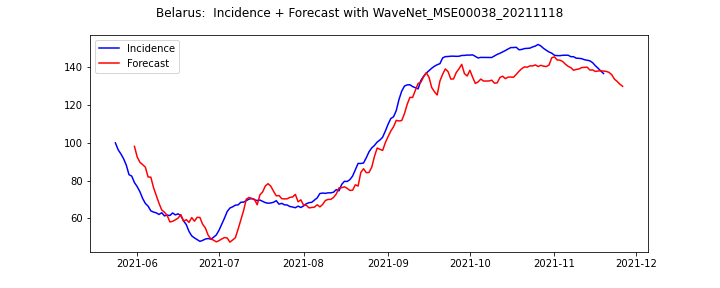 Belarus:  Incidence + Forecast with WaveNet_MSE00038_20211118
Incidence
Forecast
140
120
100
80
60
2021-06 2021-07 2021-08 2021-09 2021-10 2021-11 2021-12